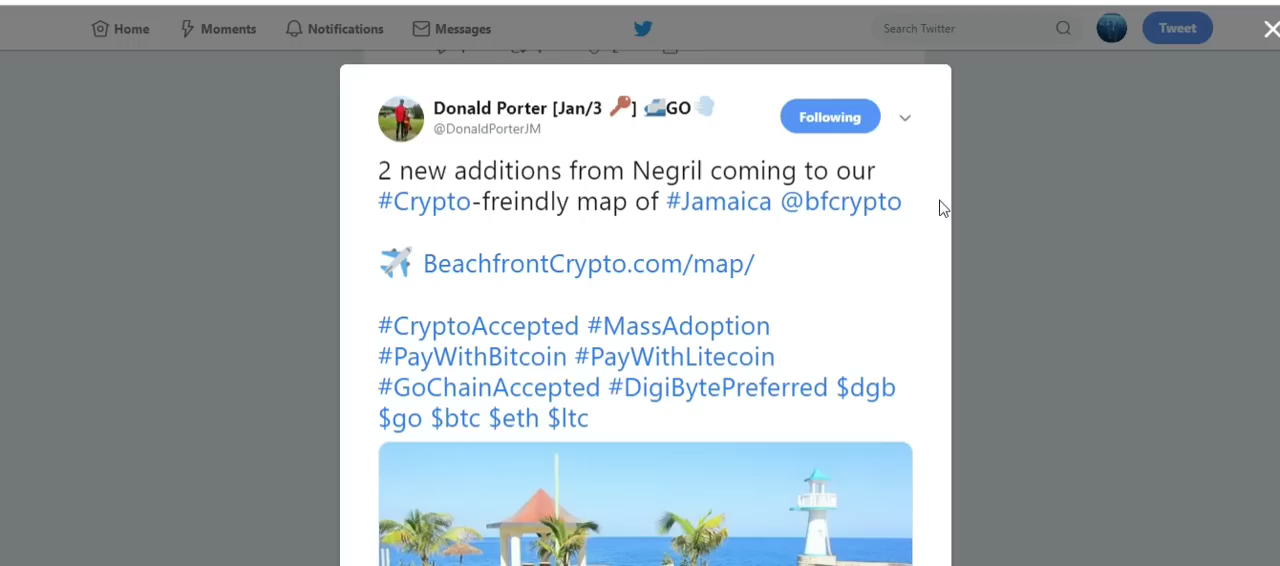 Home Moments Notifications Messages Search Twitter Tweet
Donald Porter [Jan/3 🔑] 🚅GO💨 Following
@DonaldPorterJM
2 new additions from Negril coming to our
#Crypto-freindly map of #Jamaica @bfcrypto
✈️ BeachfrontCrypto.com/map/
#CryptoAccepted #MassAdoption
#PayWithBitcoin #PayWithLitecoin
#GoChainAccepted #DigiBytePreferred $dgb
$go $btc $eth $ltc